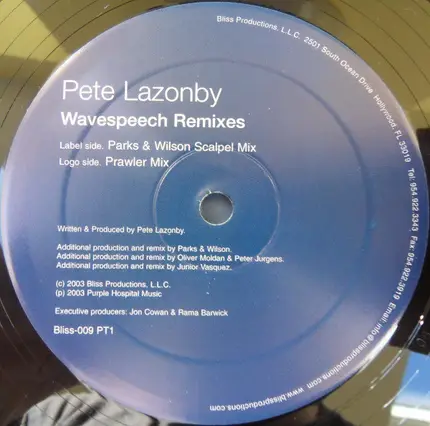 Pete Lazonby
Wavespeech Remixes
Label side. Parks & Wilson Scalpel Mix
Logo side. Prawler Mix
Written & Produced by Pete Lazonby.
Additional production and remix by Parks & Wilson.
Additional production and remix by Oliver Moldan & Peter Jurgens.
Additional production and remix by Junior Vasquez.
(c) 2003 Bliss Productions, L.L.C.
(p) 2003 Purple Hospital Music
Executive producers: Jon Cowan & Rama Barwick
Bliss-009 PT1
Bliss Productions, L.L.C. 2501 South Ocean Drive Hollywood, FL 33019 Tel: 954.922.3343 Fax: 954.922.3919 Email: info@blissproductions.com www.blissproductions.com